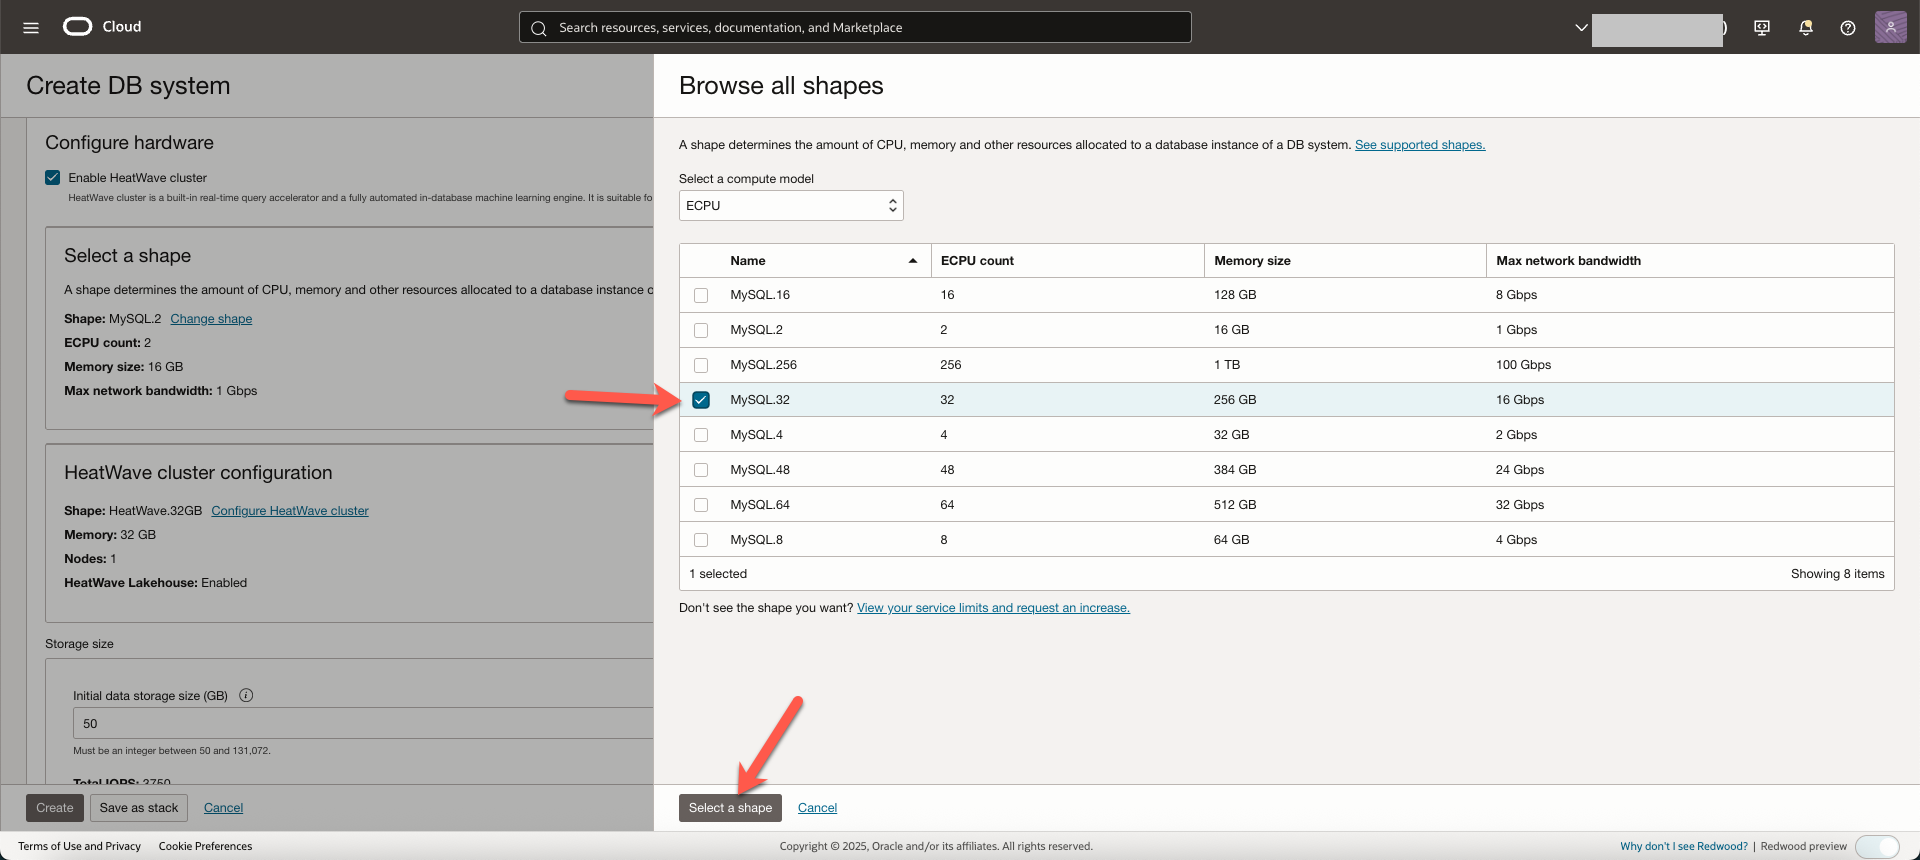 Cloud
Search resources, services, documentation, and Marketplace
Create DB system
Configure hardware
Enable HeatWave cluster
HeatWave cluster is a built-in real-time query accelerator and a fully automated in-database machine learning engine. It is suitable fo
Select a shape
A shape determines the amount of CPU, memory and other resources allocated to a database instance o
Shape: MySQL.2 Change shape
ECPU count: 2
Memory size: 16 GB
Max network bandwidth: 1 Gbps
HeatWave cluster configuration
Shape: HeatWave.32GB Configure HeatWave cluster
Memory: 32 GB
Nodes: 1
HeatWave Lakehouse: Enabled
Storage size
Initial data storage size (GB)
50
Must be an integer between 50 and 131,072.
Total IOPS: 3750
Create Save as stack Cancel
Browse all shapes
A shape determines the amount of CPU, memory and other resources allocated to a database instance of a DB system. See supported shapes.
Select a compute model
ECPU
Name ECPU count Memory size Max network bandwidth
MySQL.16 16 128 GB 8 Gbps
MySQL.2 2 16 GB 1 Gbps
MySQL.256 256 1 TB 100 Gbps
MySQL.32 32 256 GB 16 Gbps
MySQL.4 4 32 GB 2 Gbps
MySQL.48 48 384 GB 24 Gbps
MySQL.64 64 512 GB 32 Gbps
MySQL.8 8 64 GB 4 Gbps
1 selected Showing 8 items
Don't see the shape you want? View your service limits and request an increase.
Select a shape Cancel
Terms of Use and Privacy Cookie Preferences Copyright © 2025, Oracle and/or its affiliates. All rights reserved. Why don't I see Redwood? | Redwood preview